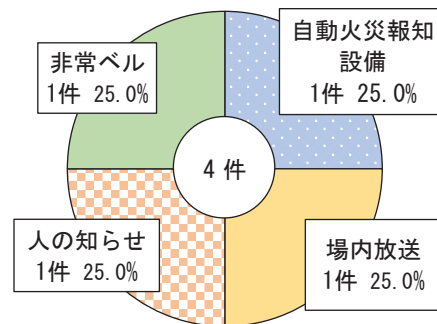 自動火災報知
設備
1件 25.0%
非常ベル
1件 25.0%
4 件
人の知らせ
1件 25.0%
場内放送
1件 25.0%